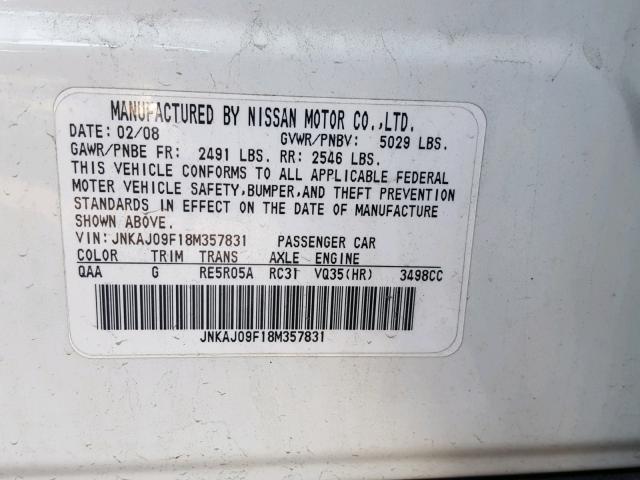 MANUFACTURED BY NISSAN MOTOR CO.,LTD.
DATE: 02/08 GVWR/PNBV: 5029 LBS.
GAWR/PNBE FR: 2491 LBS. RR: 2546 LBS.
THIS VEHICLE CONFORMS TO ALL APPLICABLE FEDERAL
MOTER VEHICLE SAFETY,BUMPER,AND THEFT PREVENTION
STANDARDS IN EFFECT ON THE DATE OF MANUFACTURE
SHOWN ABOVE.
VIN: JNKAJ09F18M357831 PASSENGER CAR
COLOR TRIM TRANS AXLE ENGINE
QAA G RE5R05A RC31 VQ35(HR) 3498CC
JNKAJ09F18M357831